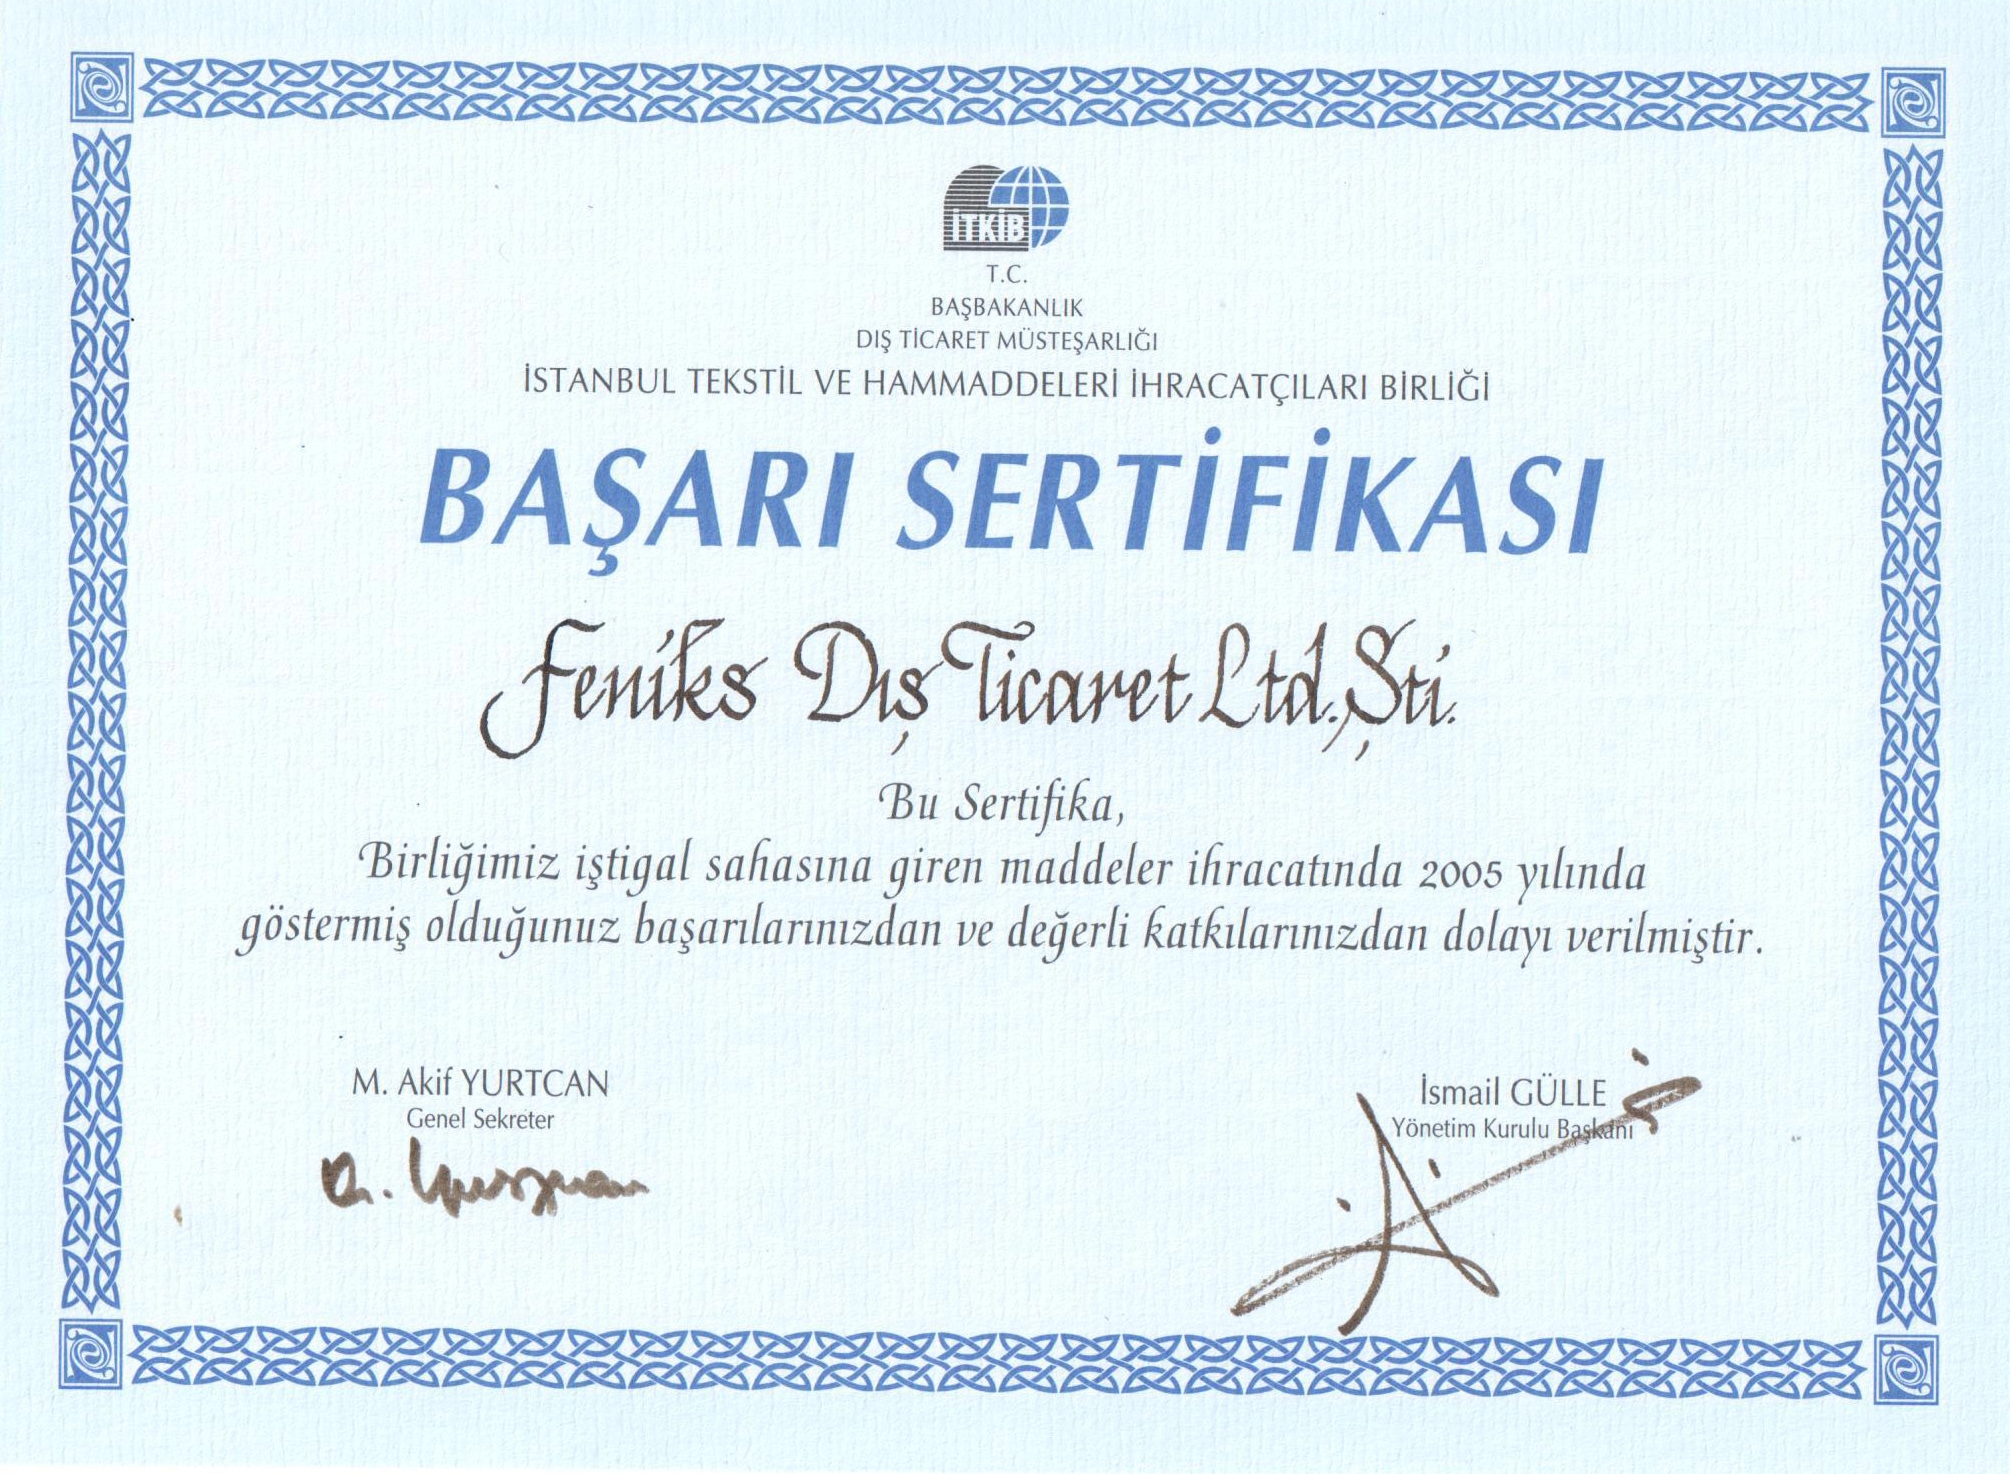 İTKİB
T.C.
BAŞBAKANLIK
DIŞ TİCARET MÜSTEŞARLIĞI
İSTANBUL TEKSTİL VE HAMMADDELERİ İHRACATÇILARI BİRLİĞİ
BAŞARI SERTİFİKASI
Feniks Dış Ticaret Ltd. Şti.
Bu Sertifika,
Birliğimiz iştigal sahasına giren maddeler ihracatında 2005 yılında
göstermiş olduğunuz başarılarınızdan ve değerli katkılarınızdan dolayı verilmiştir.
M. Akif YURTCAN
Genel Sekreter
İsmail GÜLLE
Yönetim Kurulu Başkanı